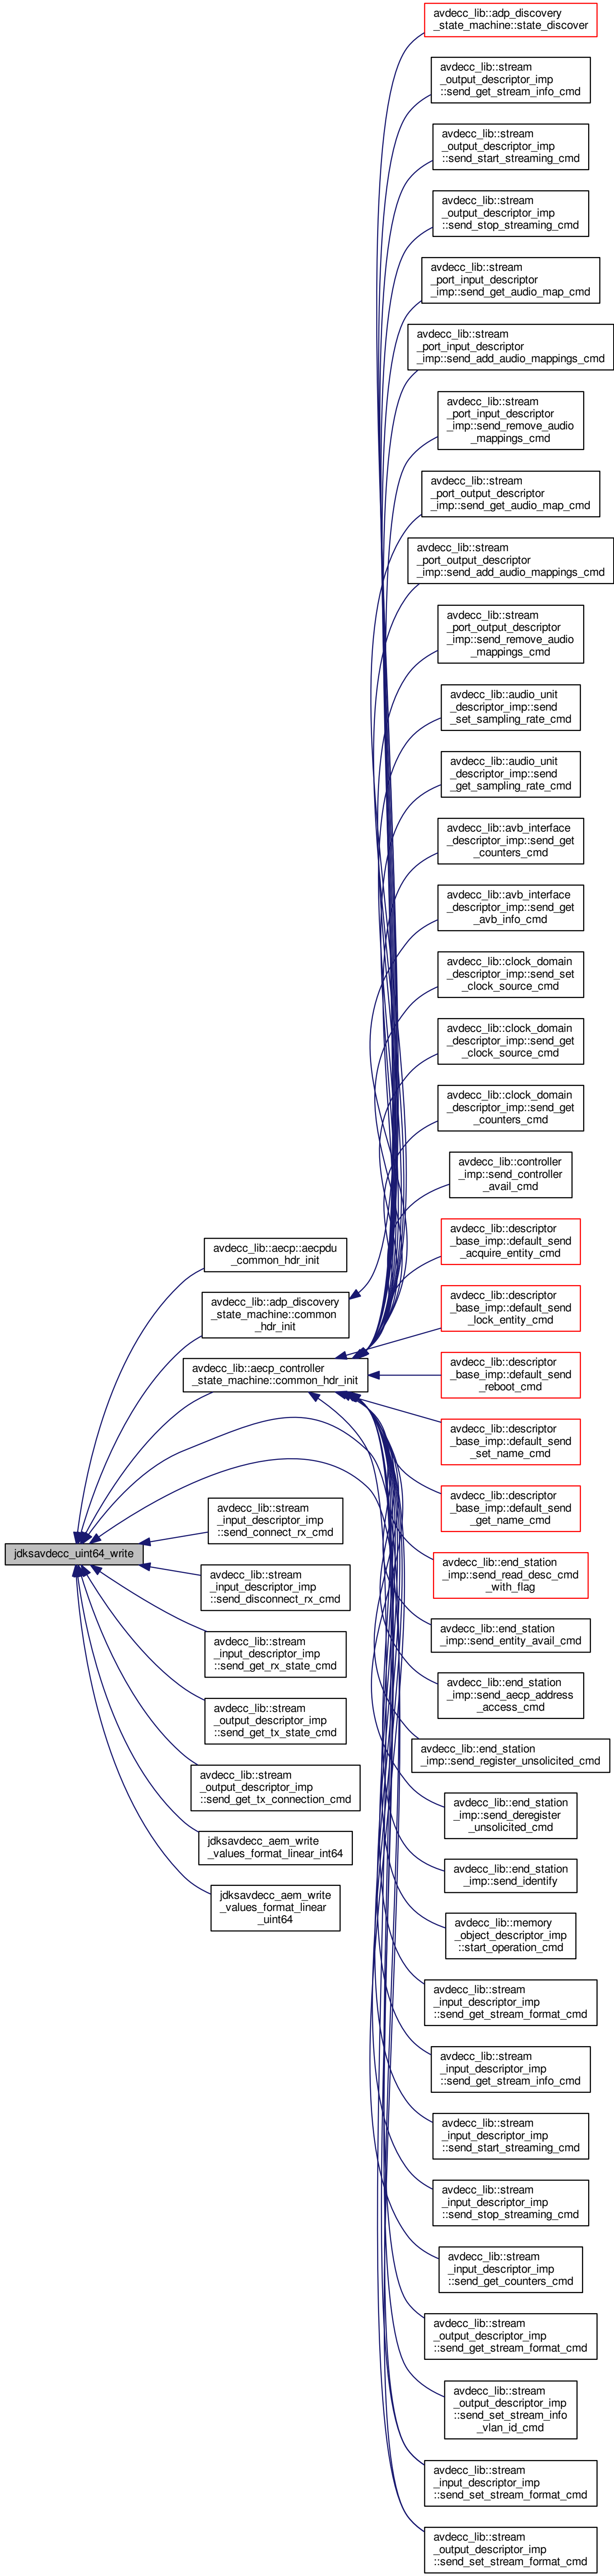 avdecc_lib::adp_discovery
_state_machine::state_discover
avdecc_lib::stream
_output_descriptor_imp
::send_get_stream_info_cmd
avdecc_lib::stream
_output_descriptor_imp
::send_start_streaming_cmd
avdecc_lib::stream
_output_descriptor_imp
::send_stop_streaming_cmd
avdecc_lib::stream
_port_input_descriptor
_imp::send_get_audio_map_cmd
avdecc_lib::stream
_port_input_descriptor
_imp::send_add_audio_mappings_cmd
avdecc_lib::stream
_port_input_descriptor
_imp::send_remove_audio
_mappings_cmd
avdecc_lib::stream
_port_output_descriptor
_imp::send_get_audio_map_cmd
avdecc_lib::stream
_port_output_descriptor
_imp::send_add_audio_mappings_cmd
avdecc_lib::stream
_port_output_descriptor
_imp::send_remove_audio
_mappings_cmd
avdecc_lib::audio_unit
_descriptor_imp::send
_set_sampling_rate_cmd
avdecc_lib::audio_unit
_descriptor_imp::send
_get_sampling_rate_cmd
avdecc_lib::avb_interface
_descriptor_imp::send_get
_counters_cmd
avdecc_lib::avb_interface
_descriptor_imp::send_get
_avb_info_cmd
avdecc_lib::clock_domain
_descriptor_imp::send_set
_clock_source_cmd
avdecc_lib::clock_domain
_descriptor_imp::send_get
_clock_source_cmd
avdecc_lib::clock_domain
_descriptor_imp::send_get
_counters_cmd
avdecc_lib::controller
_imp::send_controller
_avail_cmd
avdecc_lib::descriptor
_base_imp::default_send
_acquire_entity_cmd
avdecc_lib::descriptor
_base_imp::default_send
_lock_entity_cmd
avdecc_lib::descriptor
_base_imp::default_send
_reboot_cmd
avdecc_lib::descriptor
_base_imp::default_send
_set_name_cmd
avdecc_lib::descriptor
_base_imp::default_send
_get_name_cmd
avdecc_lib::end_station
_imp::send_read_desc_cmd
_with_flag
avdecc_lib::end_station
_imp::send_entity_avail_cmd
avdecc_lib::end_station
_imp::send_aecp_address
_access_cmd
avdecc_lib::end_station
_imp::send_register_unsolicited_cmd
avdecc_lib::end_station
_imp::send_deregister
_unsolicited_cmd
avdecc_lib::end_station
_imp::send_identify
avdecc_lib::memory
_object_descriptor_imp
::start_operation_cmd
avdecc_lib::stream
_input_descriptor_imp
::send_get_stream_format_cmd
avdecc_lib::stream
_input_descriptor_imp
::send_get_stream_info_cmd
avdecc_lib::stream
_input_descriptor_imp
::send_start_streaming_cmd
avdecc_lib::stream
_input_descriptor_imp
::send_stop_streaming_cmd
avdecc_lib::stream
_input_descriptor_imp
::send_get_counters_cmd
avdecc_lib::stream
_output_descriptor_imp
::send_get_stream_format_cmd
avdecc_lib::stream
_output_descriptor_imp
::send_set_stream_info
_vlan_id_cmd
avdecc_lib::stream
_input_descriptor_imp
::send_set_stream_format_cmd
avdecc_lib::stream
_output_descriptor_imp
::send_set_stream_format_cmd
avdecc_lib::aecp::aecpdu
_common_hdr_init
avdecc_lib::adp_discovery
_state_machine::common
_hdr_init
avdecc_lib::aecp_controller
_state_machine::common_hdr_init
avdecc_lib::stream
_input_descriptor_imp
::send_connect_rx_cmd
jdksavdecc_uint64_write
avdecc_lib::stream
_input_descriptor_imp
::send_disconnect_rx_cmd
avdecc_lib::stream
_input_descriptor_imp
::send_get_rx_state_cmd
avdecc_lib::stream
_output_descriptor_imp
::send_get_tx_state_cmd
avdecc_lib::stream
_output_descriptor_imp
::send_get_tx_connection_cmd
jdksavdecc_aem_write
_values_format_linear_int64
jdksavdecc_aem_write
_values_format_linear
_uint64